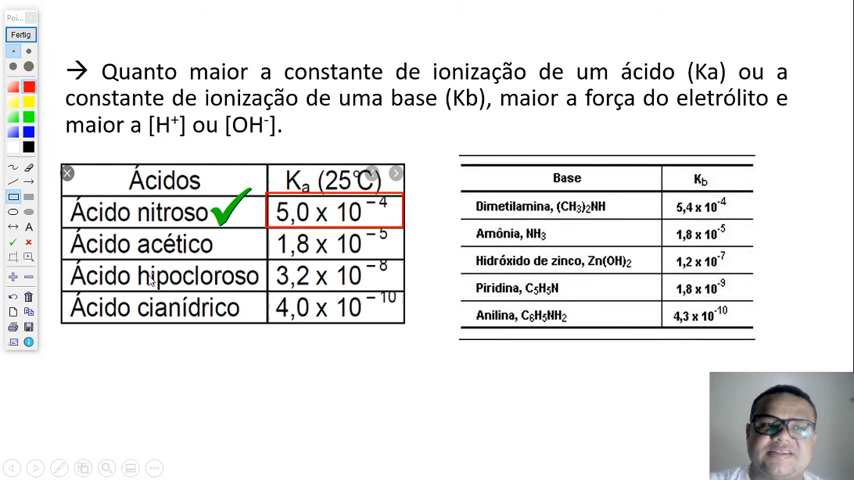 Poi...
Fertig
→ Quanto maior a constante de ionização de um ácido (Ka) ou a
constante de ionização de uma base (Kb), maior a força do eletrólito e
maior a [H⁺] ou [OH⁻].
Ácidos Kₐ (25°C)
Ácido nitroso 5,0 x 10⁻⁴
Ácido acético 1,8 x 10⁻⁵
Ácido hipocloroso 3,2 x 10⁻⁸
Ácido cianídrico 4,0 x 10⁻¹⁰
Base K_b
Dimetilamina, (CH₃)₂NH 5,4 x 10⁻⁴
Amônia, NH₃ 1,8 x 10⁻⁵
Hidróxido de zinco, Zn(OH)₂ 1,2 x 10⁻⁷
Piridina, C₅H₅N 1,8 x 10⁻⁹
Anilina, C₆H₅NH₂ 4,3 x 10⁻¹⁰